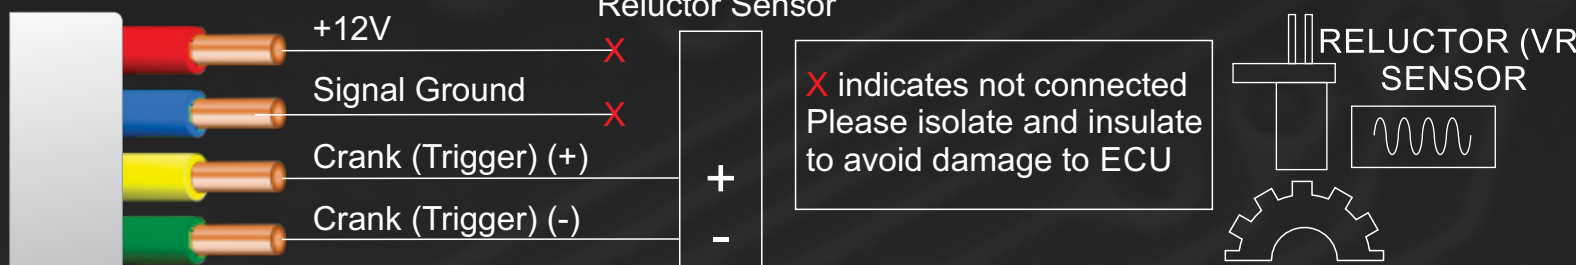 Reluctor Sensor
+12V
X
Signal Ground
X
Crank (Trigger) (+)
+
Crank (Trigger) (-)
-
X indicates not connected
Please isolate and insulate
to avoid damage to ECU
RELUCTOR (VR
SENSOR